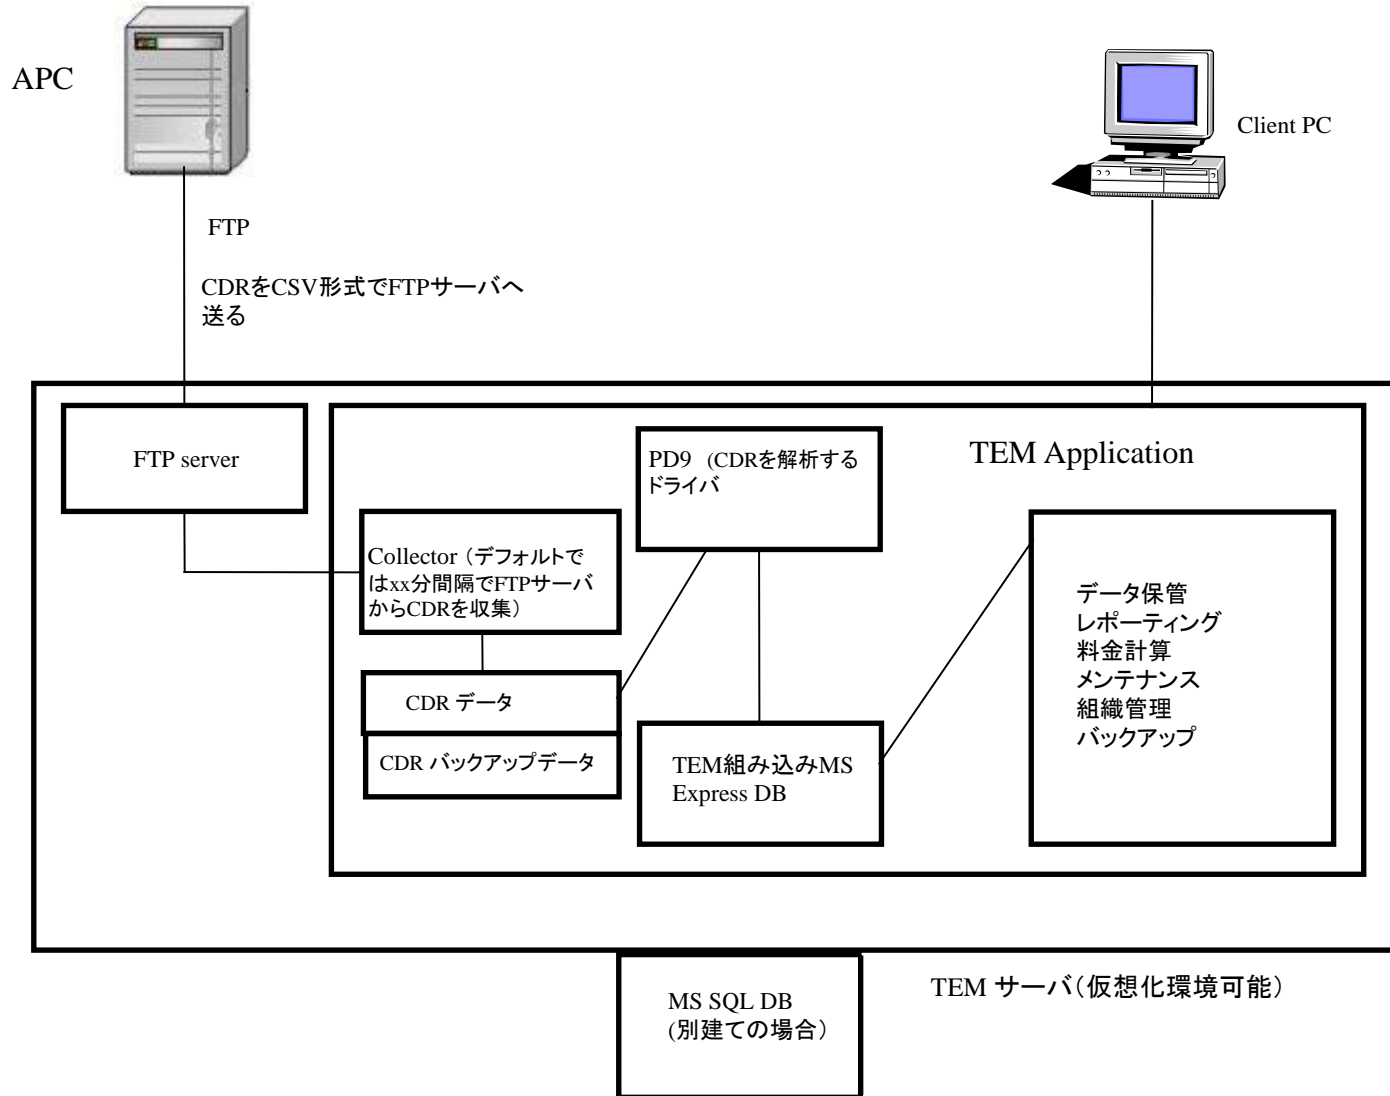 APC
Client PC
FTP
CDRをCSV形式でFTPサーバへ
送る
FTP server
PD9 (CDRを解析する
ドライバ
TEM Application
Collector（デフォルトで
はxx分間隔でFTPサーバ
からCDRを収集）
CDR データ
CDR バックアップデータ
TEM組み込みMS
Express DB
データ保管
レポーティング
料金計算
メンテナンス
組織管理
バックアップ
MS SQL DB
(別建ての場合）
TEM サーバ（仮想化環境可能）